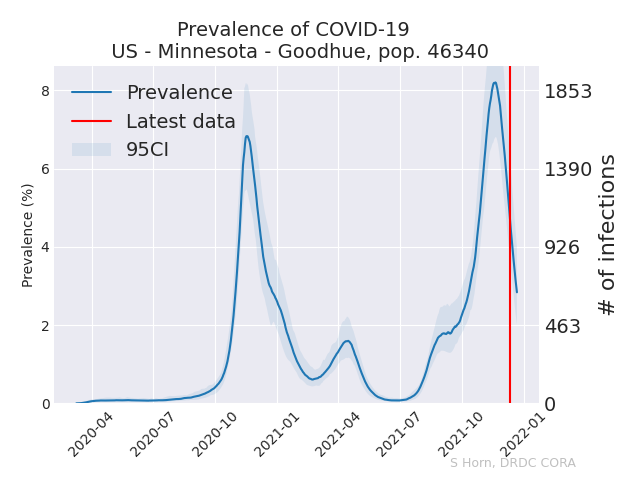 Prevalence of COVID-19
US - Minnesota - Goodhue, pop. 46340
Prevalence
Latest data
95CI
Prevalence (%)
8
6
4
2
0
1853
1390
926
463
0
# of infections
2020-04
2020-07
2020-10
2021-01
2021-04
2021-07
2021-10
2022-01
S Horn, DRDC CORA